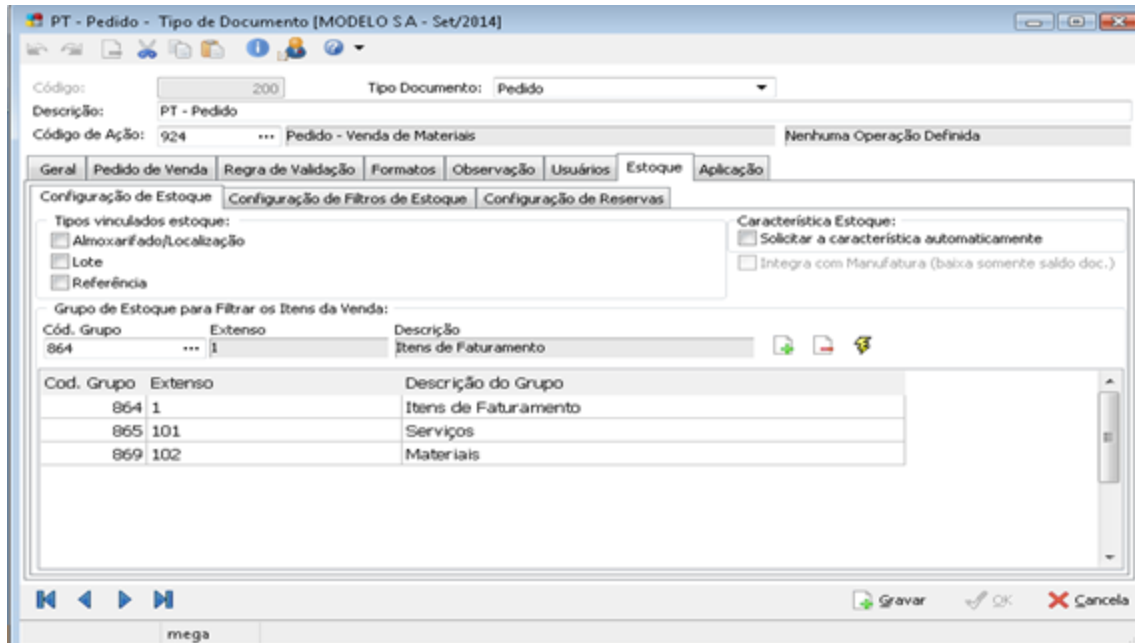 PT - Pedido - Tipo de Documento [MODELO S A - Set/2014]
Código: 200 Tipo Documento: Pedido
Descrição: PT - Pedido
Código de Ação: 924 ... Pedido - Venda de Materiais Nenhuma Operação Definida
Geral Pedido de Venda Regra de Validação Formatos Observação Usuários Estoque Aplicação
Configuração de Estoque Configuração de Filtros de Estoque Configuração de Reservas
Tipos vinculados estoque: Característica Estoque:
Almoxarifado/Localização Solicitar a característica automaticamente
Lote Integra com Manufatura (baixa somente saldo doc.)
Referência
Grupo de Estoque para Filtrar os Itens da Venda:
Cód. Grupo Extenso Descrição
864 ... 1 Itens de Faturamento
Cod. Grupo Extenso Descrição do Grupo
864 1 Itens de Faturamento
865 101 Serviços
869 102 Materiais
Gravar OK Cancela
mega